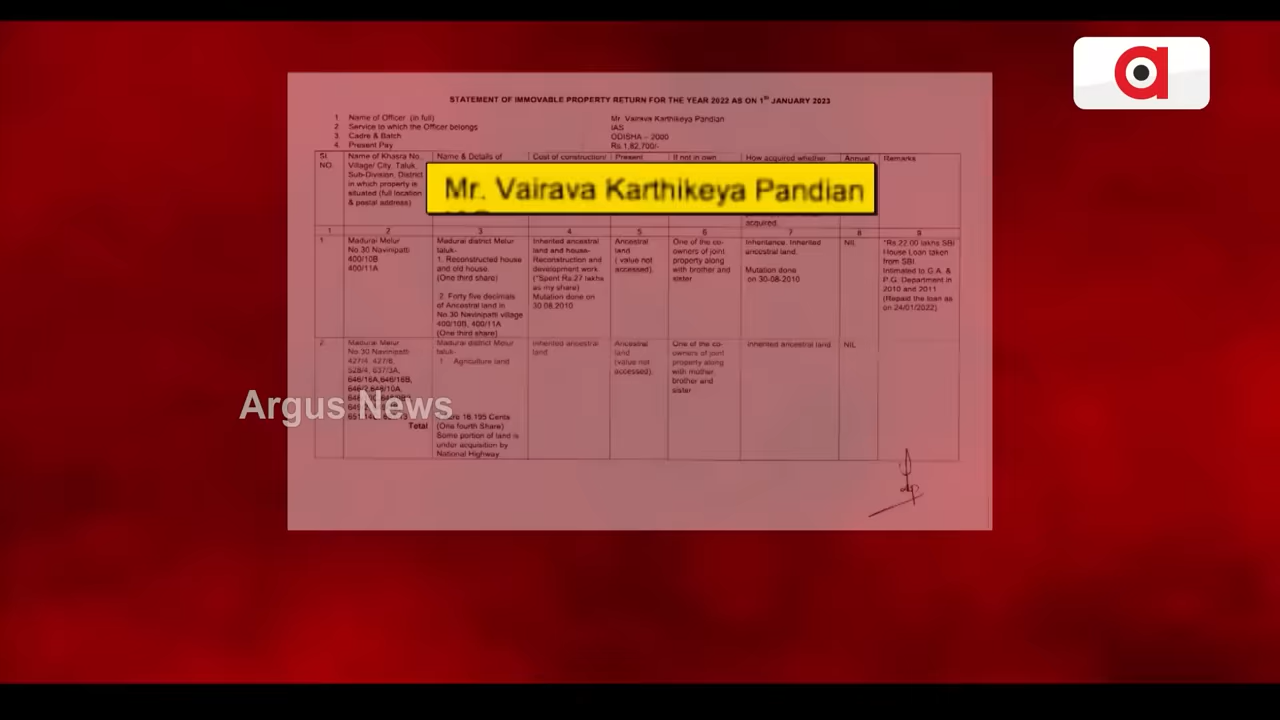 STATEMENT OF IMMOVABLE PROPERTY RETURN FOR THE YEAR 2022 AS ON 1th JANUARY 2023
1. Name of Officer (in full) Mr. Vairava Karthikeya Pandian
2 Service to which the Officer belongs IAS
3 Cadre & Batch ODISHA – 2000
4. Present Pay Rs.1,82,700/-
Sl NO.
Name of Khasra No., Village/ City, Taluk, Sub-Division, District in which property is situated (full location & postal address)
Name & Details of
Cost of construction/
Present
If not in own
How acquired whether
acquired.
Annual
Remarks
Mr. Vairava Karthikeya Pandian
1 2 3 4 5 6 7 8 9
1
Madurai Melur
No.30 Navinipatti
400/10B
400/11A
Madurai district Melur
taluk-
1. Reconstructed house
and old house.
(One third share)
2. Forty five decimals
of Ancestral land in
No.30 Navinipatti village
400/10B, 400/11A
(One third share)
Inherited ancestral
land and house-
Reconstruction and
development work.
(*Spent Rs.27 lakhs
as my share)
Mutation done on
30.08.2010
Ancestral
land
( value not
accessed).
One of the co-
owners of joint
property along
with brother and
sister
Inheritance. Inherited
ancestral land.
Mutation done
on 30-08-2010
NIL
*Rs.22.00 lakhs SBI
House Loan taken
from SBI.
Intimated to G.A. &
P.G. Department in
2010 and 2011
(Repaid the loan as
on 24/01/2022)
2.
Madurai Melur
No.30 Navinipatti
427/4, 427/6,
528/4, 637/3A,
646/16A,646/16B,
Total
Madurai district Melur
taluk-
1 Agriculture land
16.195 Cents
(One fourth Share)
Some portion of land is
under acquisition by
National Highway
Inherited ancestral
land
Ancestral
land
(value not
accessed).
One of the co-
owners of joint
property along
with mother,
brother and
sister
Inherited ancestral land
NIL
Argus News
a